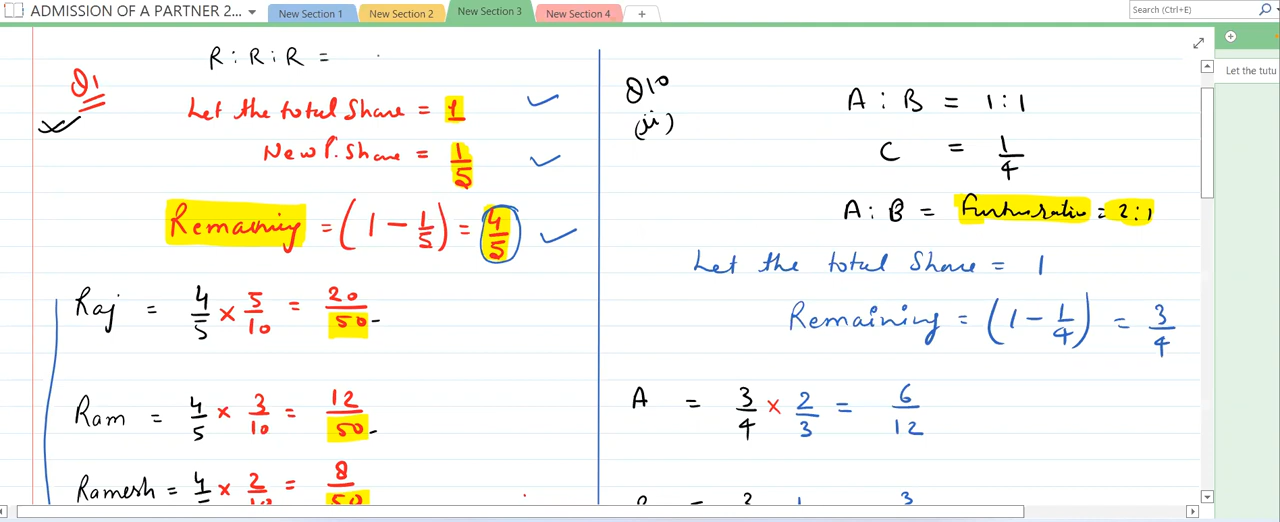 ADMISSION OF A PARTNER 2...
New Section 1
New Section 2
New Section 3
New Section 4
+
Search (Ctrl+E)
Let the tutu
R : R : R =
Q1
Let the total Share = 1
New P. Share = 1/5
Remaining = (1 - 1/5) = 4/5
Raj = 4/5 × 5/10 = 20/50
Ram = 4/5 × 3/10 = 12/50
Ramesh = 4/5 × 2/10 = 8/50
Q10
(ii)
A : B = 1 : 1
C = 1/4
A : B = Future ratio = 2 : 1
Let the total Share = 1
Remaining = (1 - 1/4) = 3/4
A = 3/4 × 2/3 = 6/12